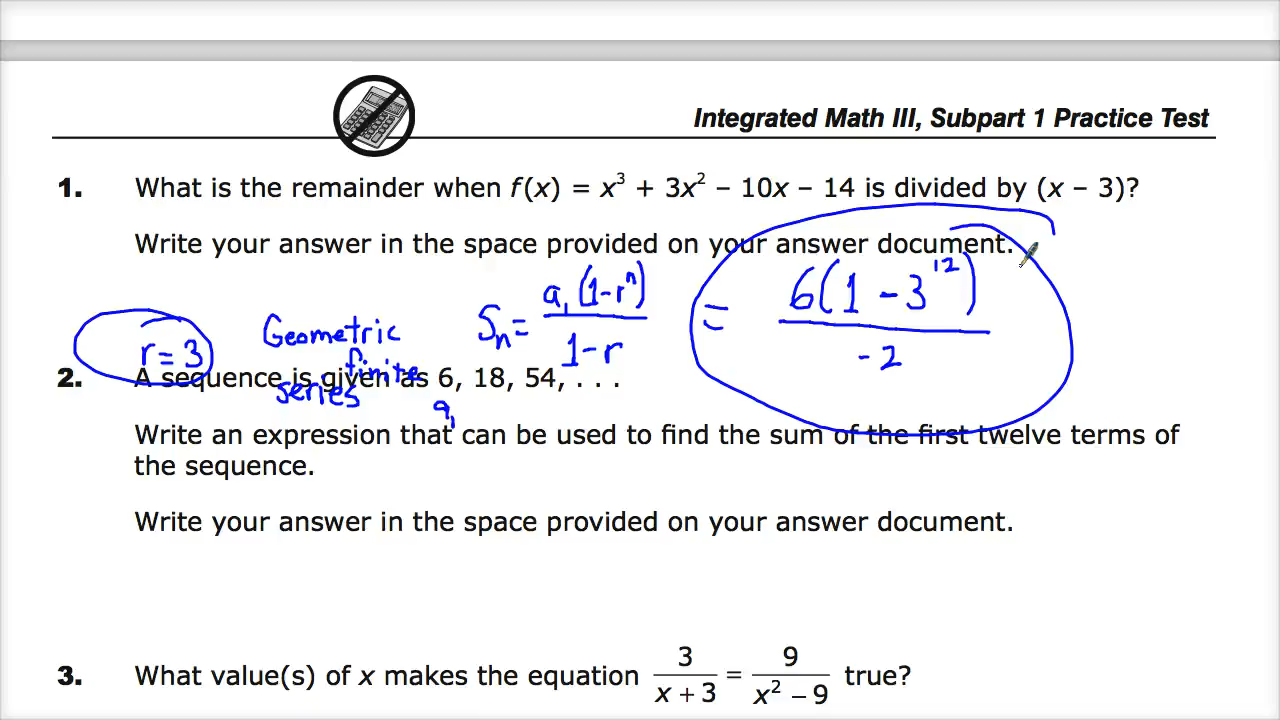 Integrated Math III, Subpart 1 Practice Test
1. What is the remainder when f(x) = x³ + 3x² – 10x – 14 is divided by (x – 3)?
Write your answer in the space provided on your answer document.
r = 3
Geometric
finite
series
Sₙ = a₁(1-rⁿ) / 1-r
= 6(1 - 3¹²) / -2
2. A sequence is given as 6, 18, 54, . . .
a₁
Write an expression that can be used to find the sum of the first twelve terms of
the sequence.
Write your answer in the space provided on your answer document.
3. What value(s) of x makes the equation 3 / x + 3 = 9 / x² – 9 true?